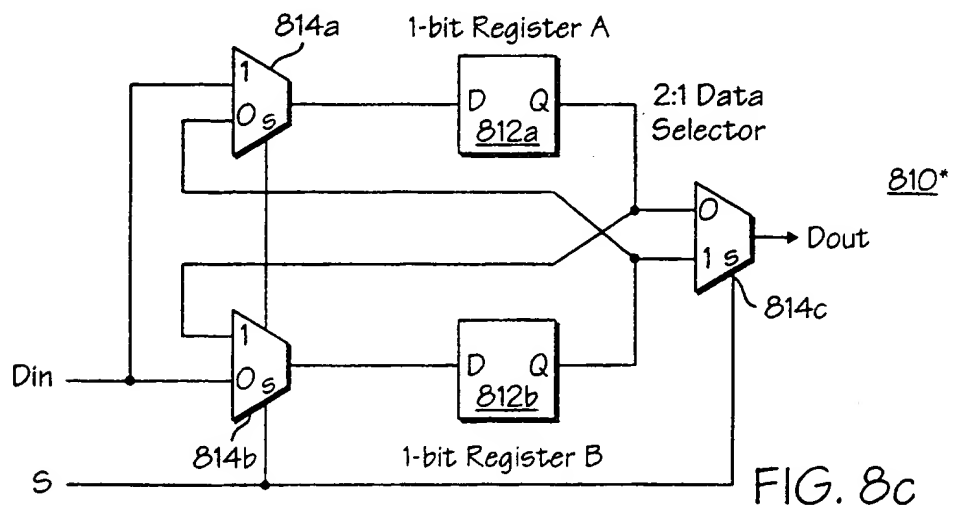 814a
1-bit Register A
1
0
s
D Q
812a
2:1 Data
Selector
810*
0
1 s
Dout
814c
1
0
s
Din
D Q
812b
814b
1-bit Register B
S
FIG. 8c